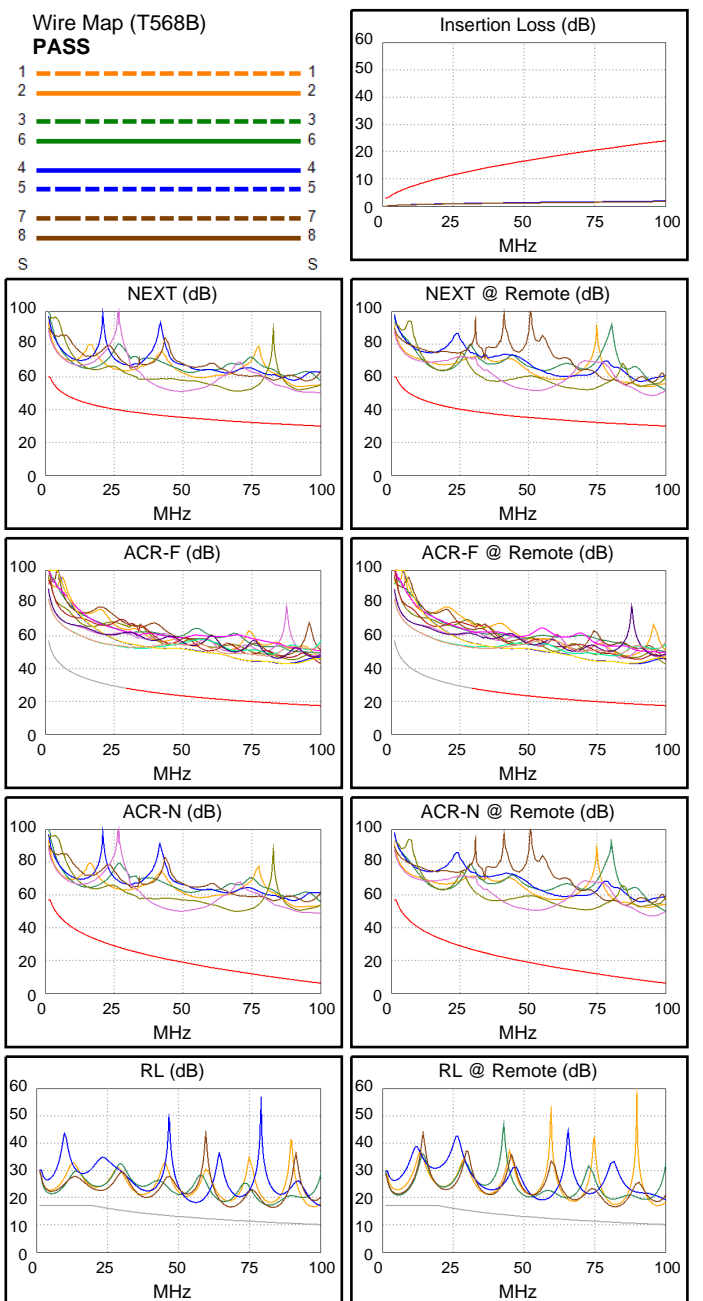 Wire Map (T568B)
PASS
1 1
2 2
3 3
6 6
4 4
5 5
7 7
8 8
S S
Insertion Loss (dB)
60
50
40
30
20
10
0
0 25 50 75 100
MHz
NEXT (dB)
100
80
60
40
20
0
0 25 50 75 100
MHz
NEXT @ Remote (dB)
100
80
60
40
20
0
0 25 50 75 100
MHz
ACR-F (dB)
100
80
60
40
20
0
0 25 50 75 100
MHz
ACR-F @ Remote (dB)
100
80
60
40
20
0
0 25 50 75 100
MHz
ACR-N (dB)
100
80
60
40
20
0
0 25 50 75 100
MHz
ACR-N @ Remote (dB)
100
80
60
40
20
0
0 25 50 75 100
MHz
RL (dB)
60
50
40
30
20
10
0
0 25 50 75 100
MHz
RL @ Remote (dB)
60
50
40
30
20
10
0
0 25 50 75 100
MHz